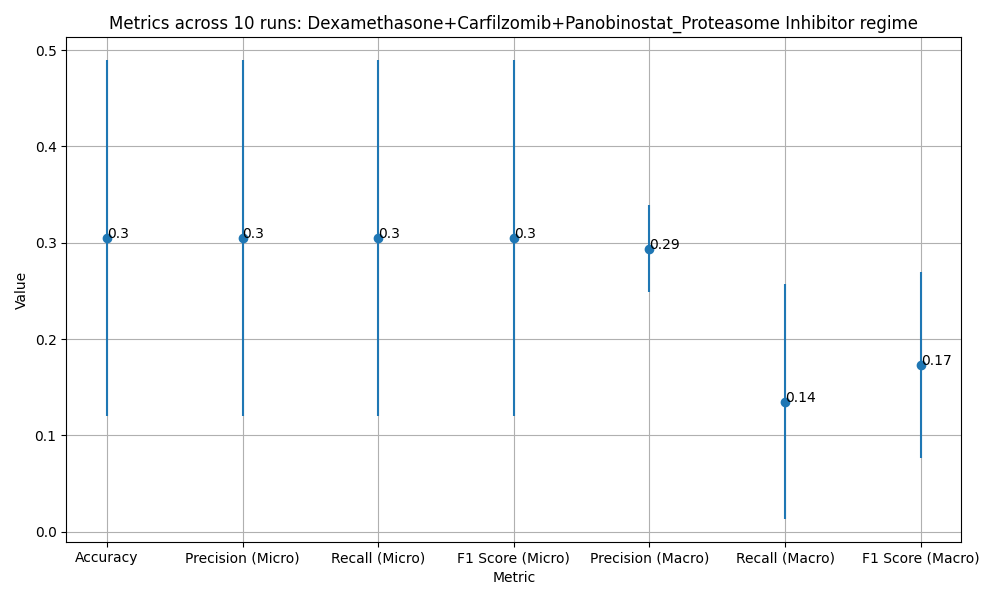 Metrics across 10 runs: Dexamethasone+Carfilzomib+Panobinostat_Proteasome Inhibitor regime
0.5
0.4
0.3
0.2
0.1
0.0
Value
0.3
0.3
0.3
0.3
0.29
0.14
0.17
Accuracy
Precision (Micro)
Recall (Micro)
F1 Score (Micro)
Precision (Macro)
Recall (Macro)
F1 Score (Macro)
Metric